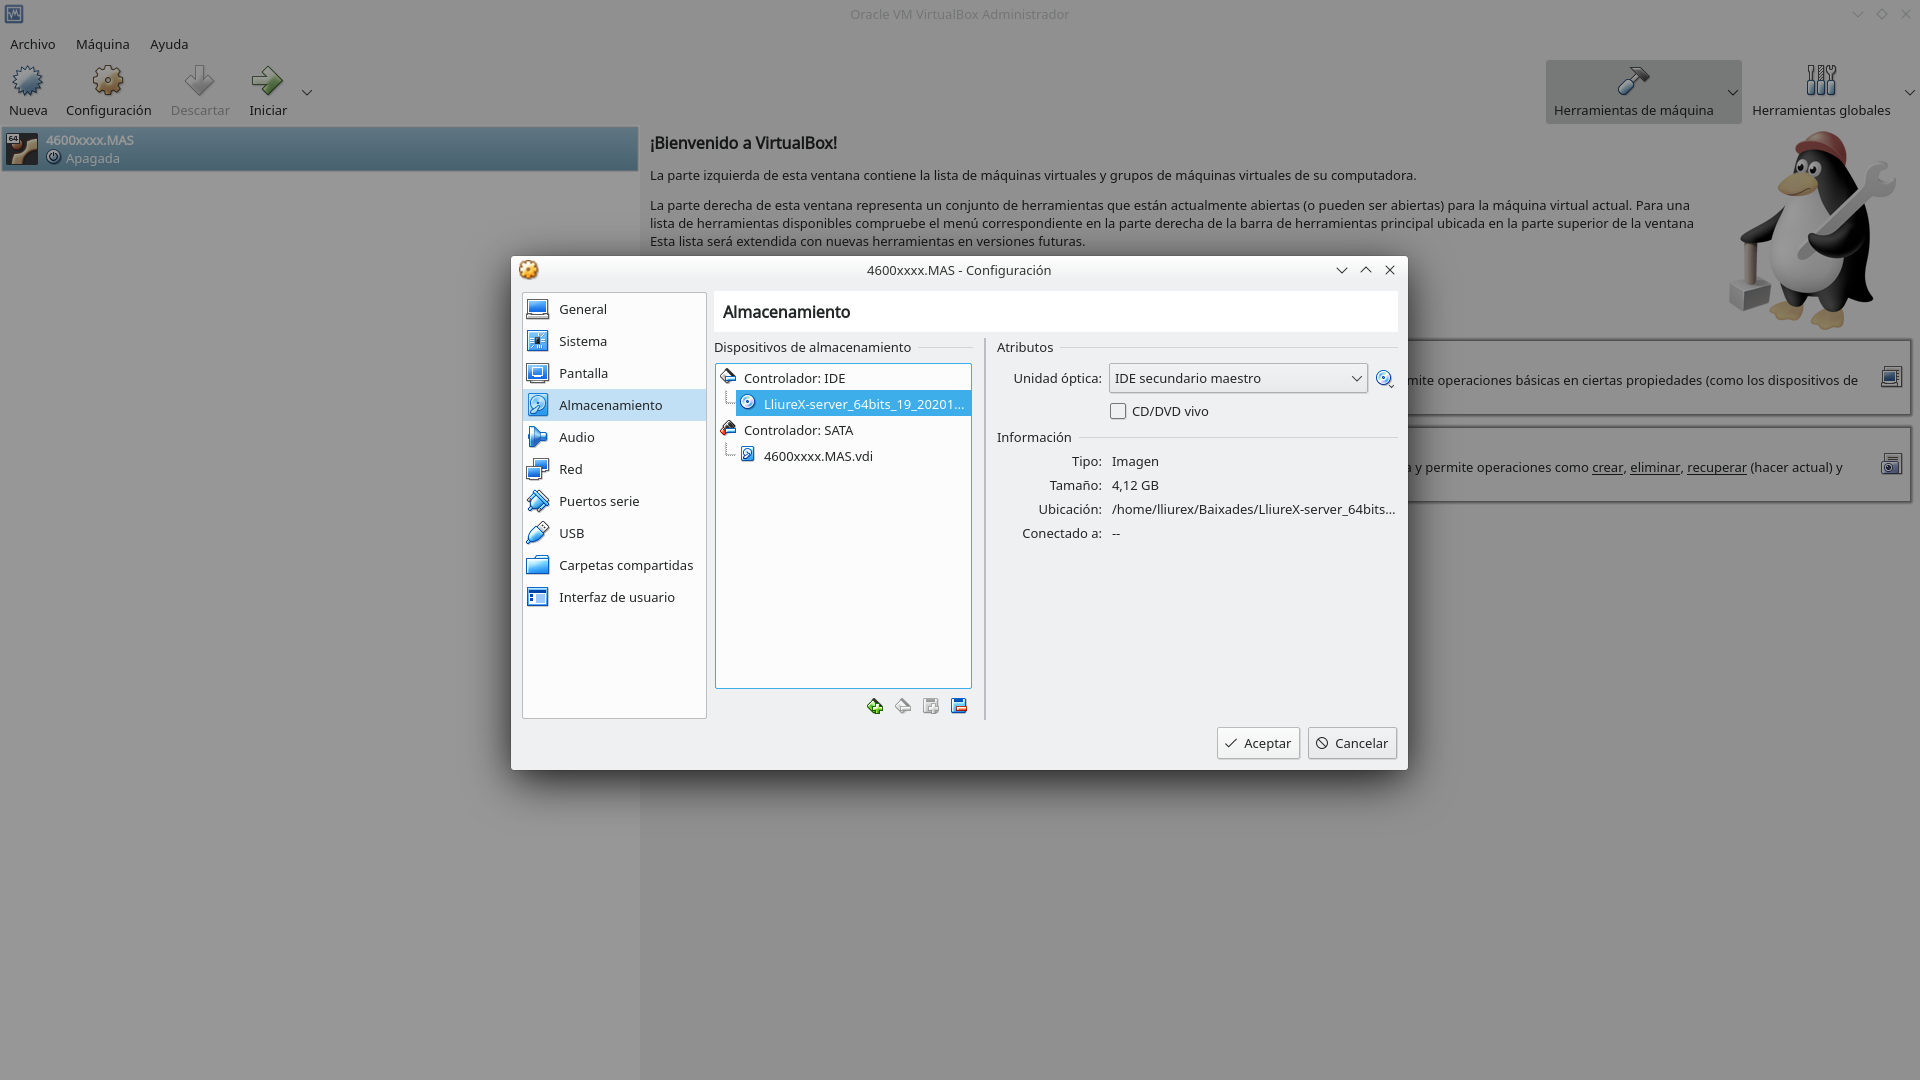 Oracle VM VirtualBox Administrador
Archivo Máquina Ayuda
Nueva Configuración Descartar Iniciar
Herramientas de máquina Herramientas globales
64
4600xxxx.MAS
Apagada
¡Bienvenido a VirtualBox!
La parte izquierda de esta ventana contiene la lista de máquinas virtuales y grupos de máquinas virtuales de su computadora.
La parte derecha de esta ventana representa un conjunto de herramientas que están actualmente abiertas (o pueden ser abiertas) para la máquina virtual actual. Para una
lista de herramientas disponibles compruebe el menú correspondiente en la parte derecha de la barra de herramientas principal ubicada en la parte superior de la ventana
Esta lista será extendida con nuevas herramientas en versiones futuras.
mite operaciones básicas en ciertas propiedades (como los dispositivos de
a y permite operaciones como crear, eliminar, recuperar (hacer actual) y
4600xxxx.MAS - Configuración
General
Sistema
Pantalla
Almacenamiento
Audio
Red
Puertos serie
USB
Carpetas compartidas
Interfaz de usuario
Almacenamiento
Dispositivos de almacenamiento
Controlador: IDE
LliureX-server_64bits_19_20201...
Controlador: SATA
4600xxxx.MAS.vdi
Atributos
Unidad óptica: IDE secundario maestro
CD/DVD vivo
Información
Tipo: Imagen
Tamaño: 4,12 GB
Ubicación: /home/lliurex/Baixades/LliureX-server_64bits...
Conectado a: --
Aceptar Cancelar